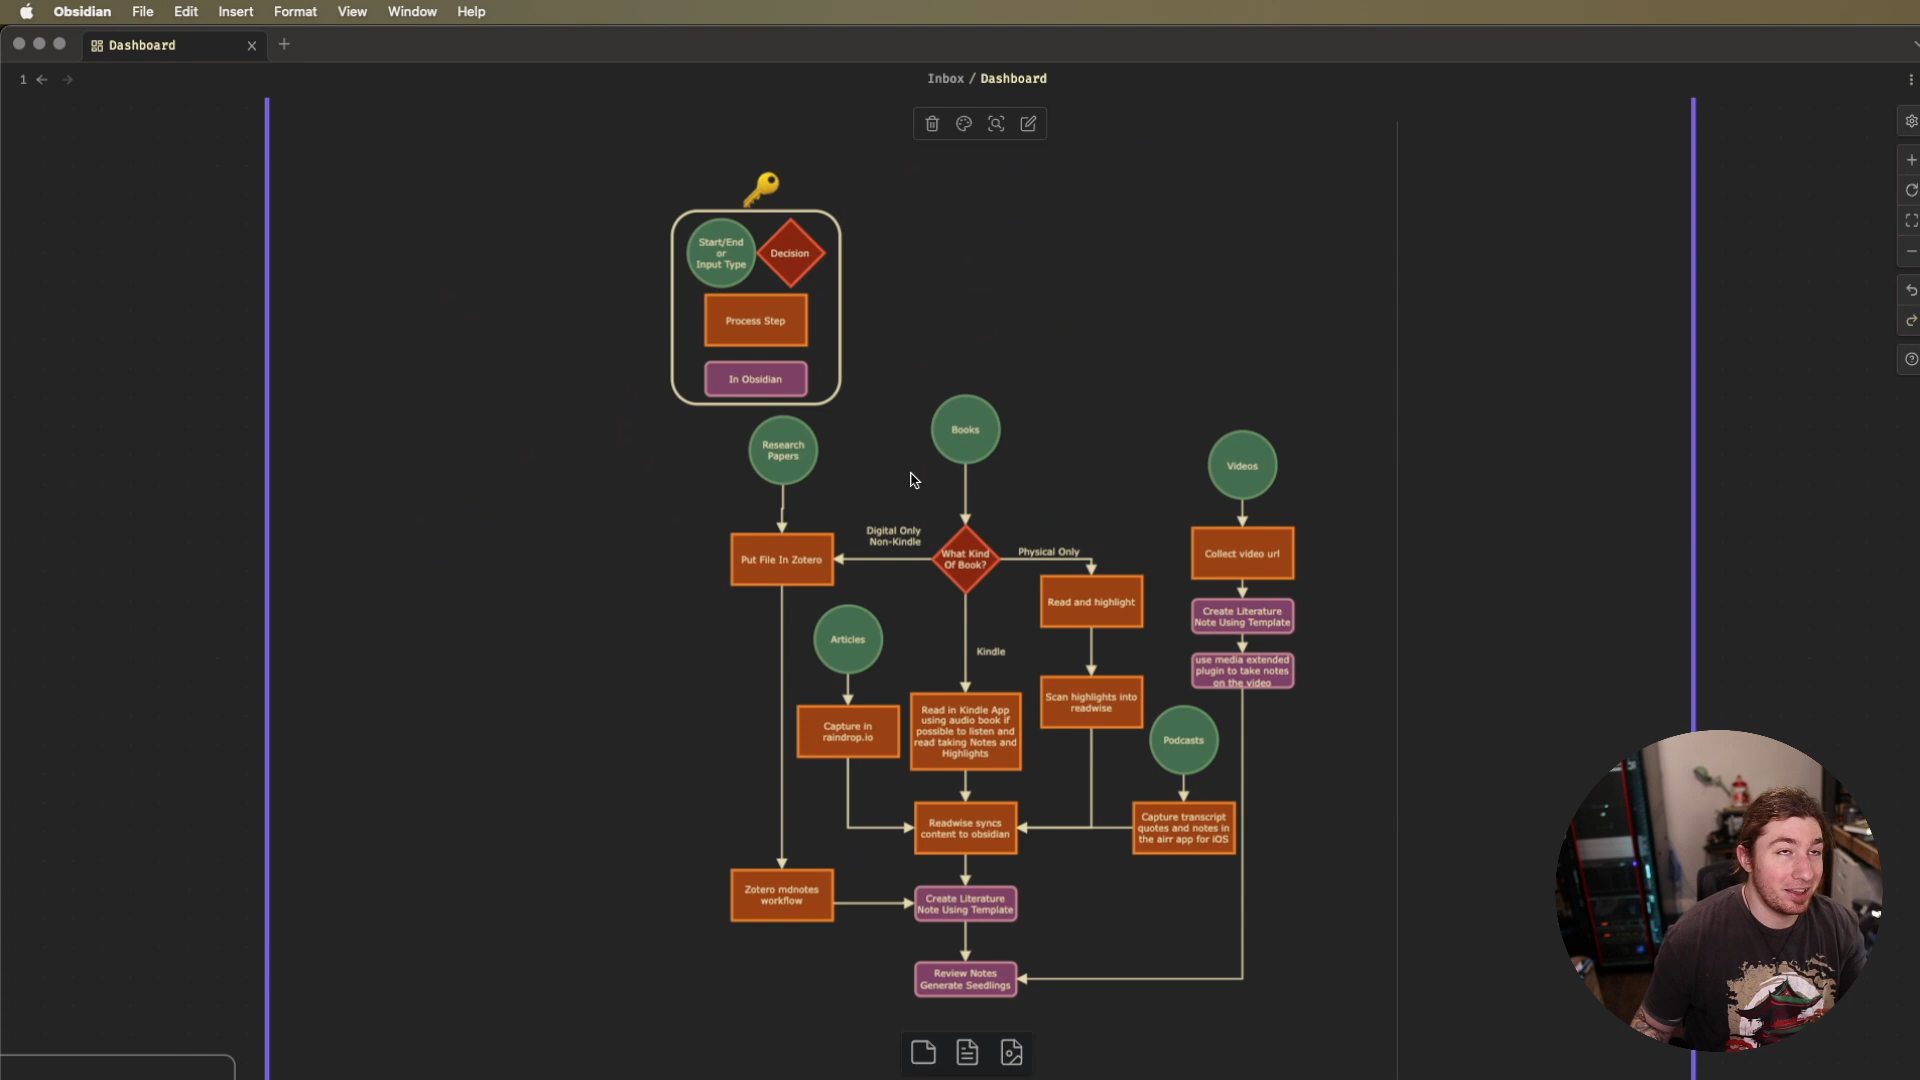 Obsidian File Edit Insert Format View Window Help
Dashboard
1
Inbox / Dashboard
Start/End
or
Input Type
Decision
Process Step
In Obsidian
Research
Papers
Books
Videos
Digital Only
Non-Kindle
What Kind
Of Book?
Physical Only
Put File In Zotero
Collect video url
Read and highlight
Create Literature
Note Using Template
Articles
Kindle
use media extended
plugin to take notes
on the video
Scan highlights into
readwise
Capture in
raindrop.io
Read in Kindle App
using audio book if
possible to listen and
read taking Notes and
Highlights
Podcasts
Readwise syncs
content to obsidian
Capture transcript
quotes and notes in
the airr app for iOS
Zotero mdnotes
workflow
Create Literature
Note Using Template
Review Notes
Generate Seedlings